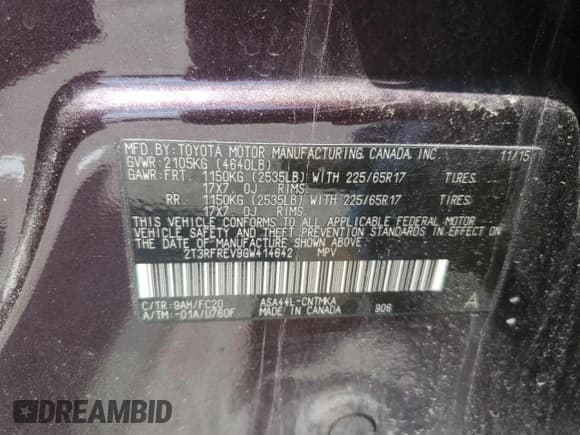 MFD. BY: TOYOTA MOTOR MANUFACTURING CANADA INC. 11/15
GVWR: 2105KG (4640LB)
GAWR: FRT. 1150KG (2535LB) WITH 225/65R17 TIRES.
17X7. 0J RIMS.
RR. 1150KG (2535LB) WITH 225/65R17 TIRES.
17X7. 0J RIMS.
THIS VEHICLE CONFORMS TO ALL APPLICABLE FEDERAL MOTOR
VEHICLE SAFETY AND THEFT PREVENTION STANDARDS IN EFFECT
ON THE DATE OF MANUFACTURE SHOWN ABOVE.
2T3RFREV9GW414642 MPV
C/TR: 9AH/FC20 ASA44L-CNTMKA A
A/TM: -01A/U760F MADE IN CANADA 906
DREAMBID